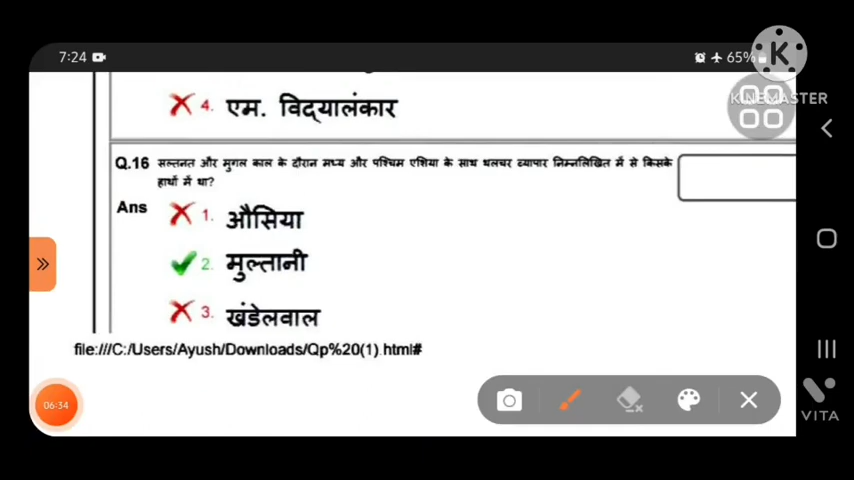 7:24
65%
KINEMASTER
4. एम. विद्यालंकार
Q.16 सल्तनत और मुगल काल के दौरान मध्य और पश्चिम एशिया के साथ थलचर व्यापार निम्नलिखित में से किसके
हाथों में था?
Ans
1. औसिया
2. मुल्तानी
3. खंडेलवाल
file:///C:/Users/Ayush/Downloads/Qp%20(1).html#
06:34
VITA